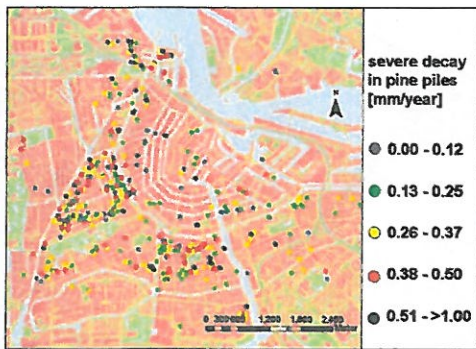 severe decay
in pine piles
[mm/year]
N
0.00 - 0.12
0.13 - 0.25
0.26 - 0.37
0.38 - 0.50
0.51 - >1.00